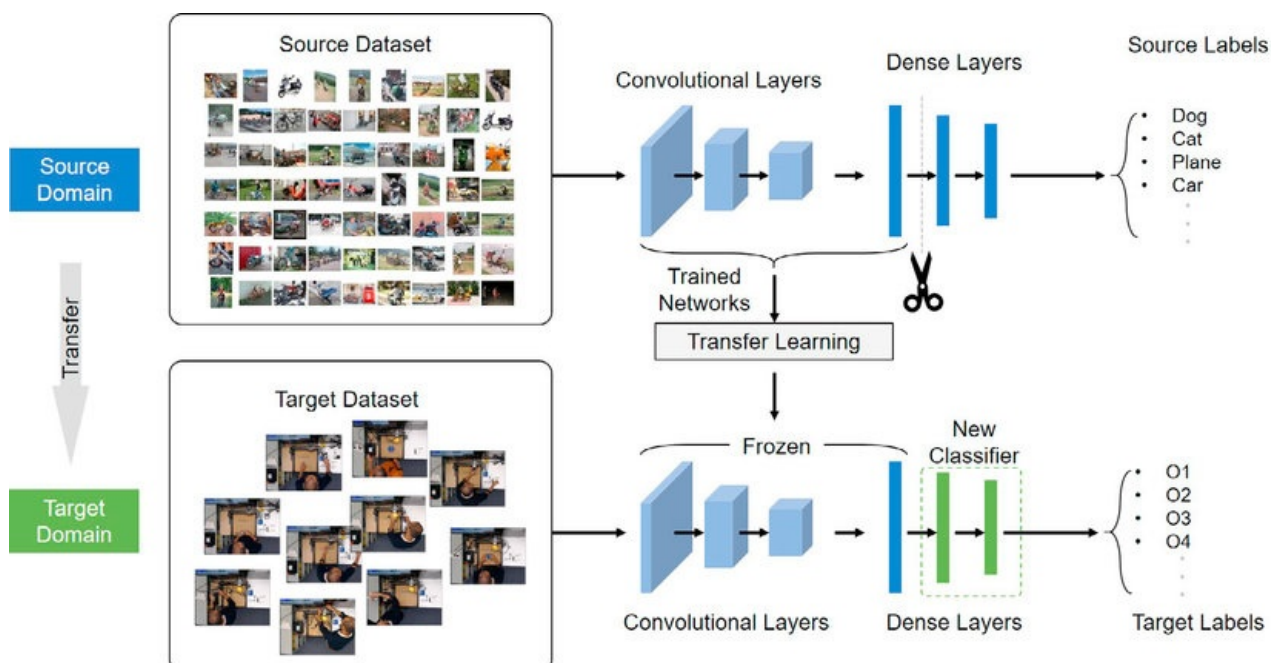 Source Dataset
Source Labels
Dense Layers
Convolutional Layers
• Dog
• Cat
• Plane
• Car
Source
Domain
Trained
Networks
Transfer Learning
Transfer
Target Dataset
New
Classifier
Frozen
• O1
• O2
• O3
• O4
Target
Domain
Convolutional Layers
Dense Layers
Target Labels